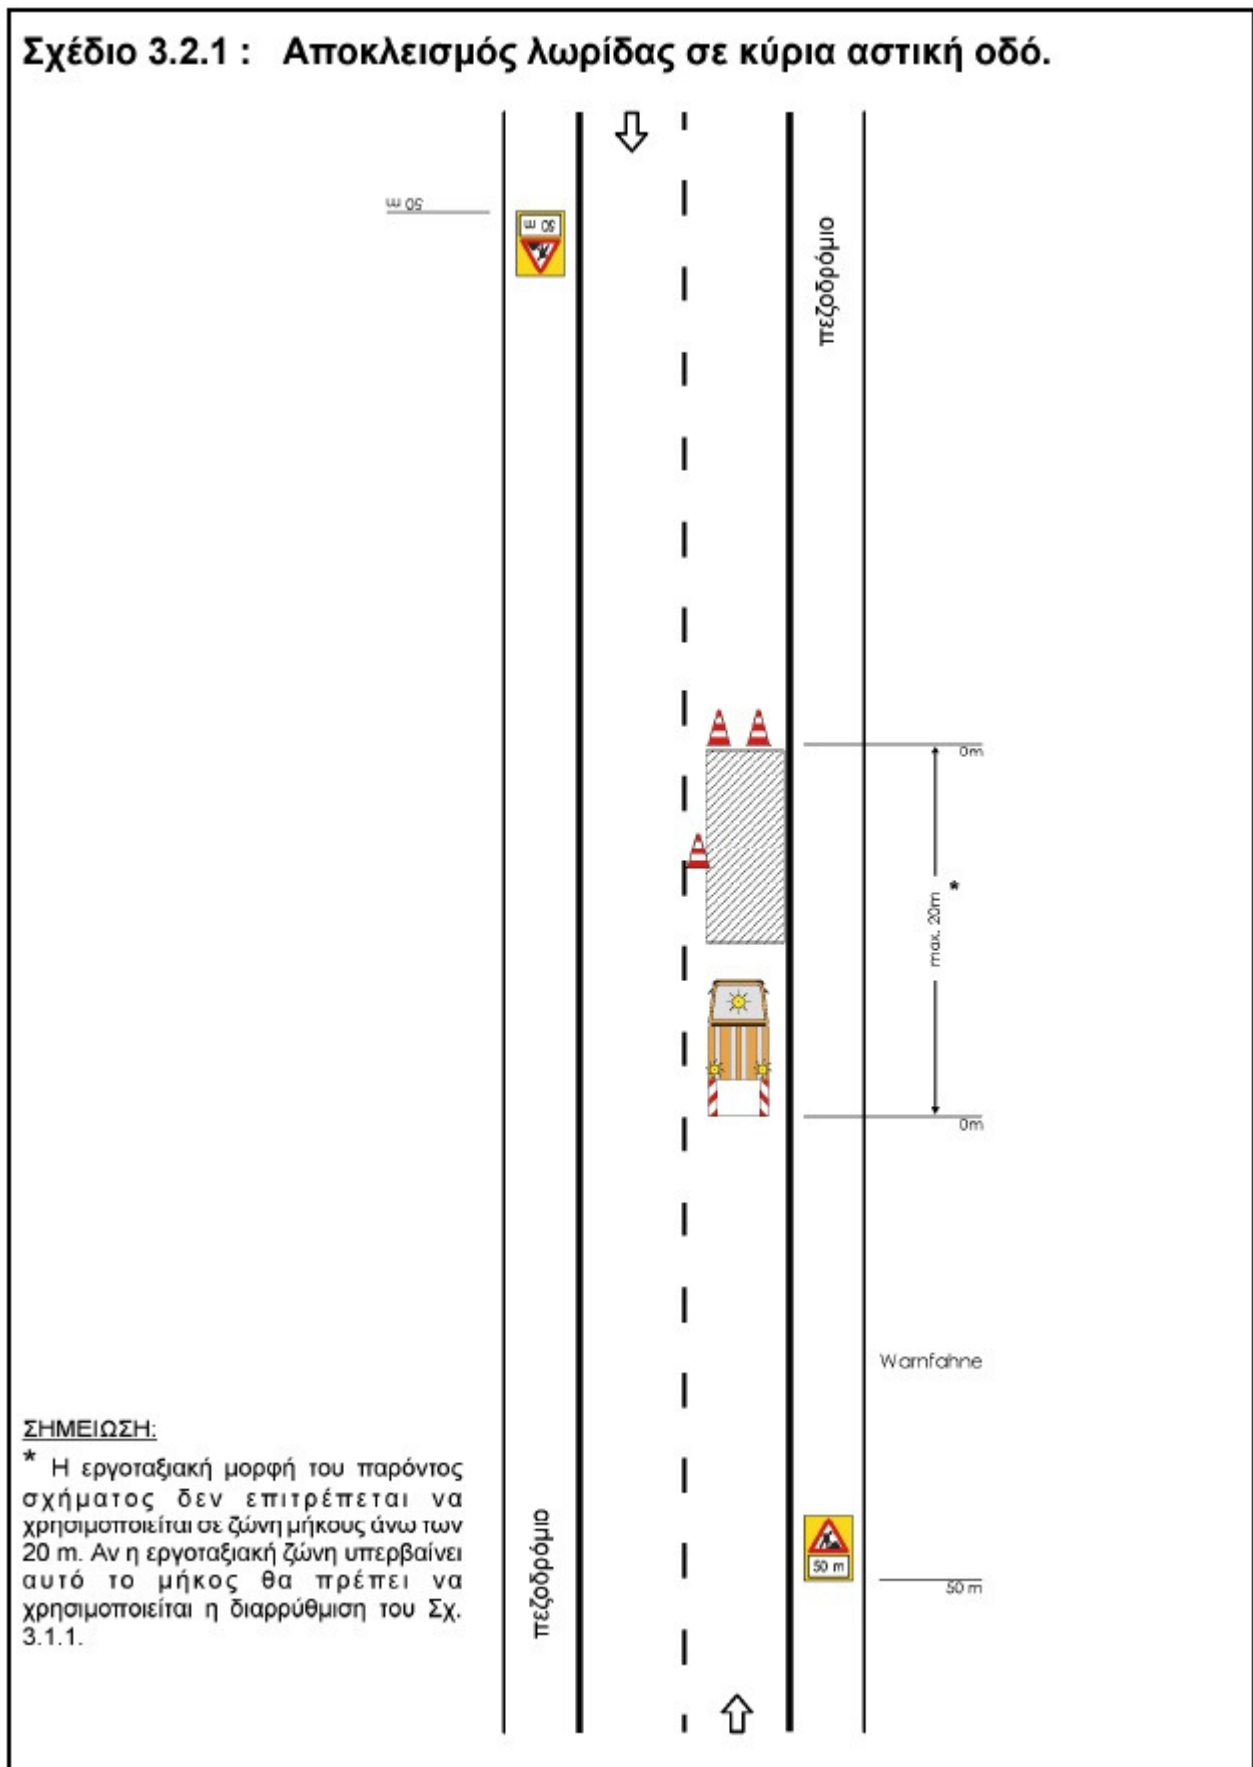 Σχέδιο 3.2.1 : Αποκλεισμός λωρίδας σε κύρια αστική οδό.
50 m
50 m
πεζοδρόμιο
0m
max. 20m
*
0m
Warnfahne
ΣΗΜΕΙΩΣΗ:
* Η εργοταξιακή μορφή του παρόντος
σχήματος δεν επιτρέπεται να
χρησιμοποιείται σε ζώνη μήκους άνω των
20 m. Αν η εργοταξιακή ζώνη υπερβαίνει
αυτό το μήκος θα πρέπει να
χρησιμοποιείται η διαρρύθμιση του Σχ.
3.1.1.
πεζοδρόμιο
50 m
50 m